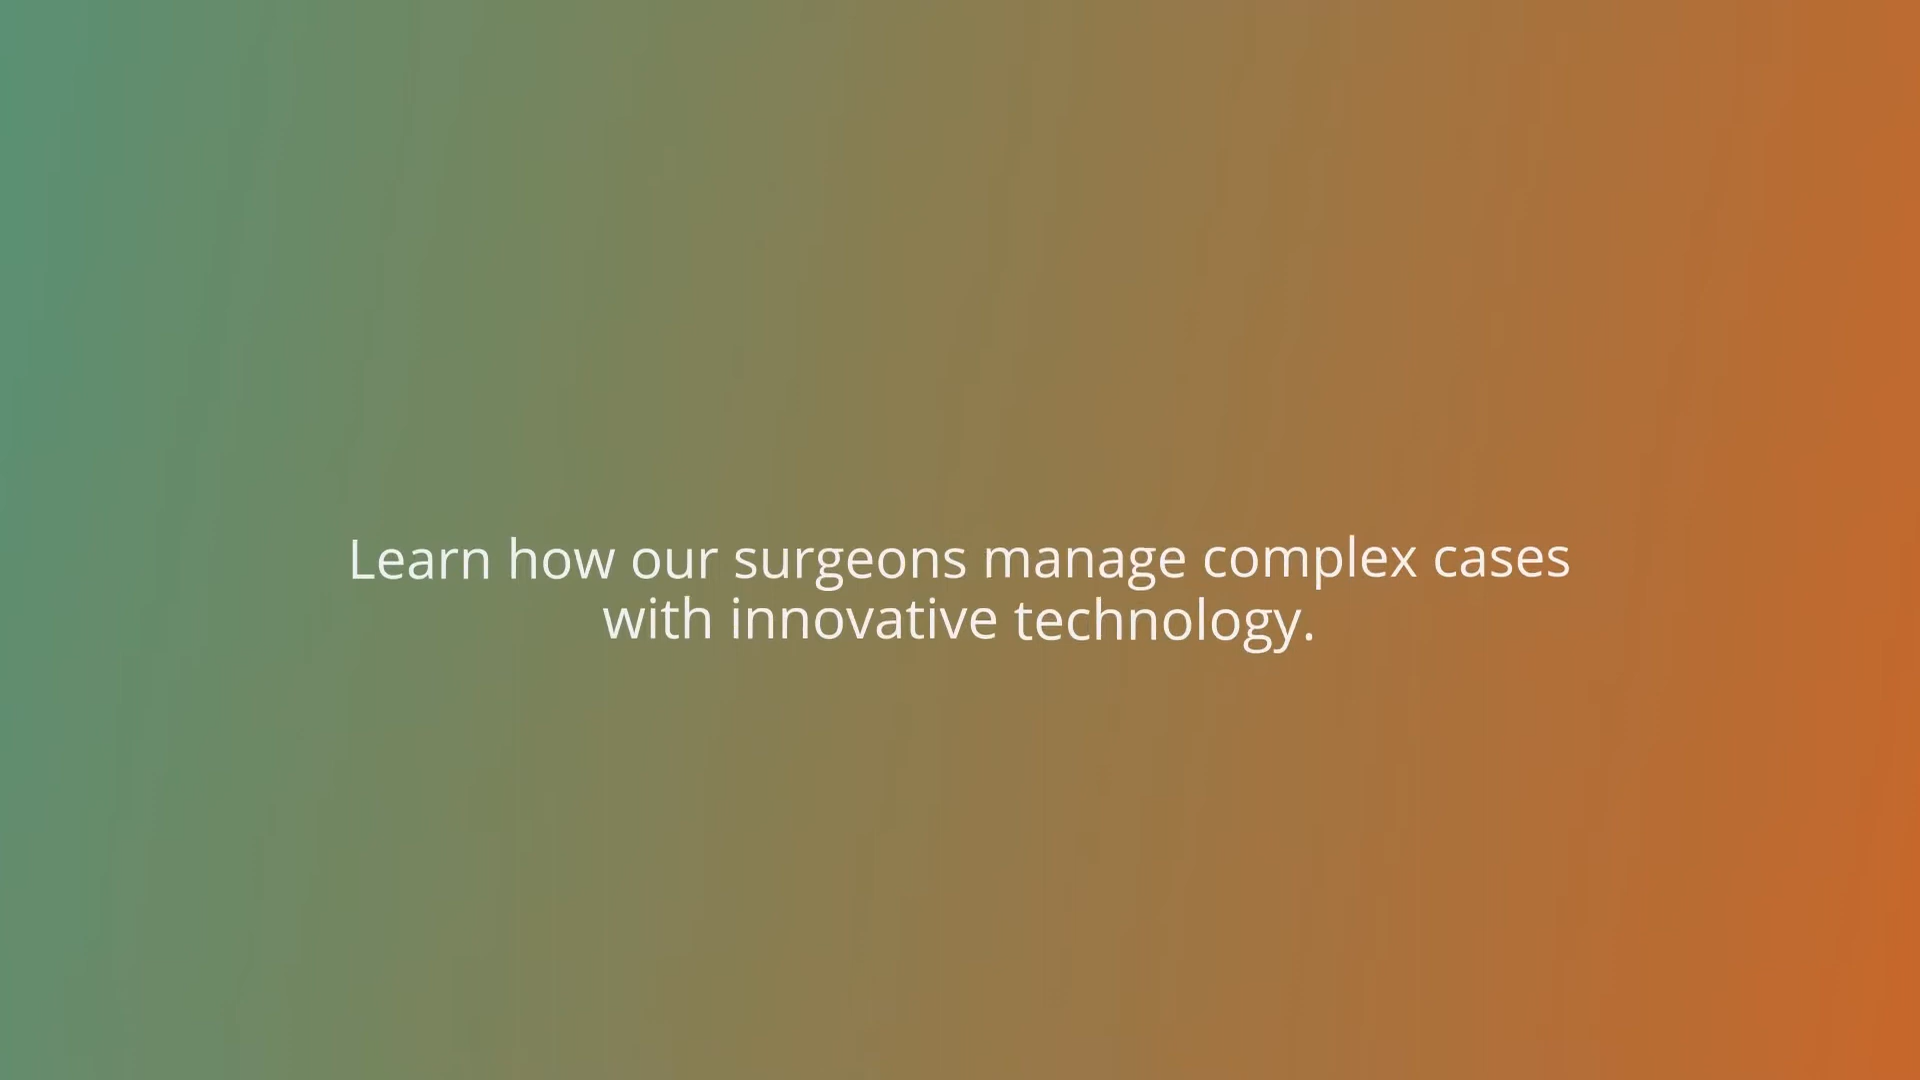 Learn how our surgeons manage complex cases
with innovative technology.